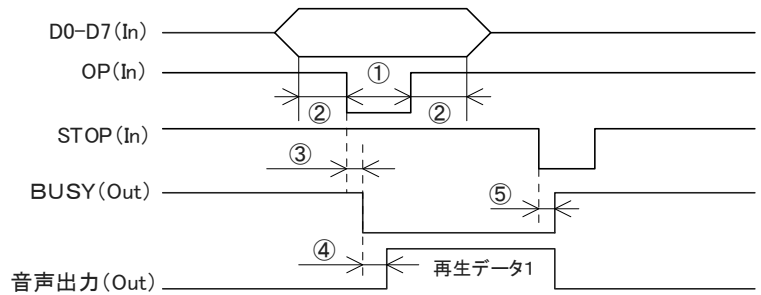 D0-D7(In)
OP(In)
①
②
②
STOP(In)
③
BUSY(Out)
⑤
④
音声出力(Out)
再生データ1